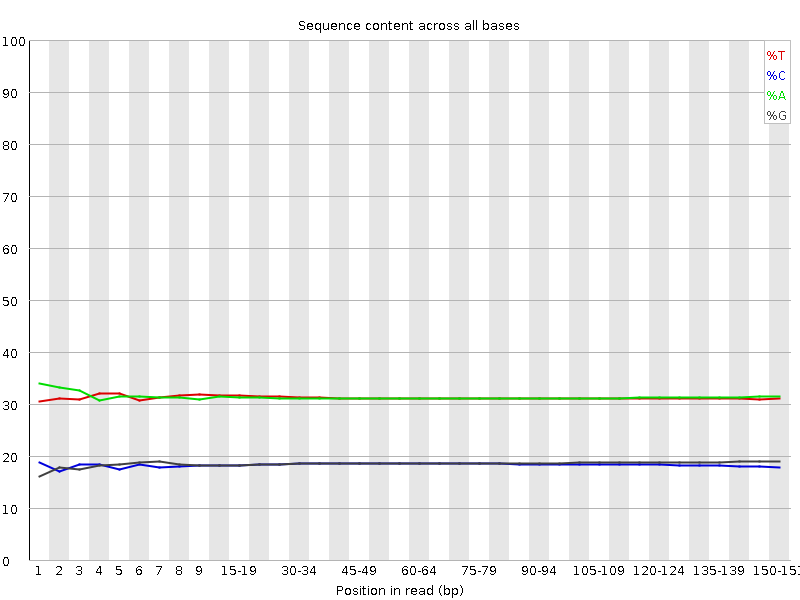 Sequence content across all bases
100
90
80
70
60
50
40
30
20
10
0
%T
%C
%A
%G
1 2 3 4 5 6 7 8 9 15-19 30-34 45-49 60-64 75-79 90-94 105-109 120-124 135-139 150-151
Position in read (bp)